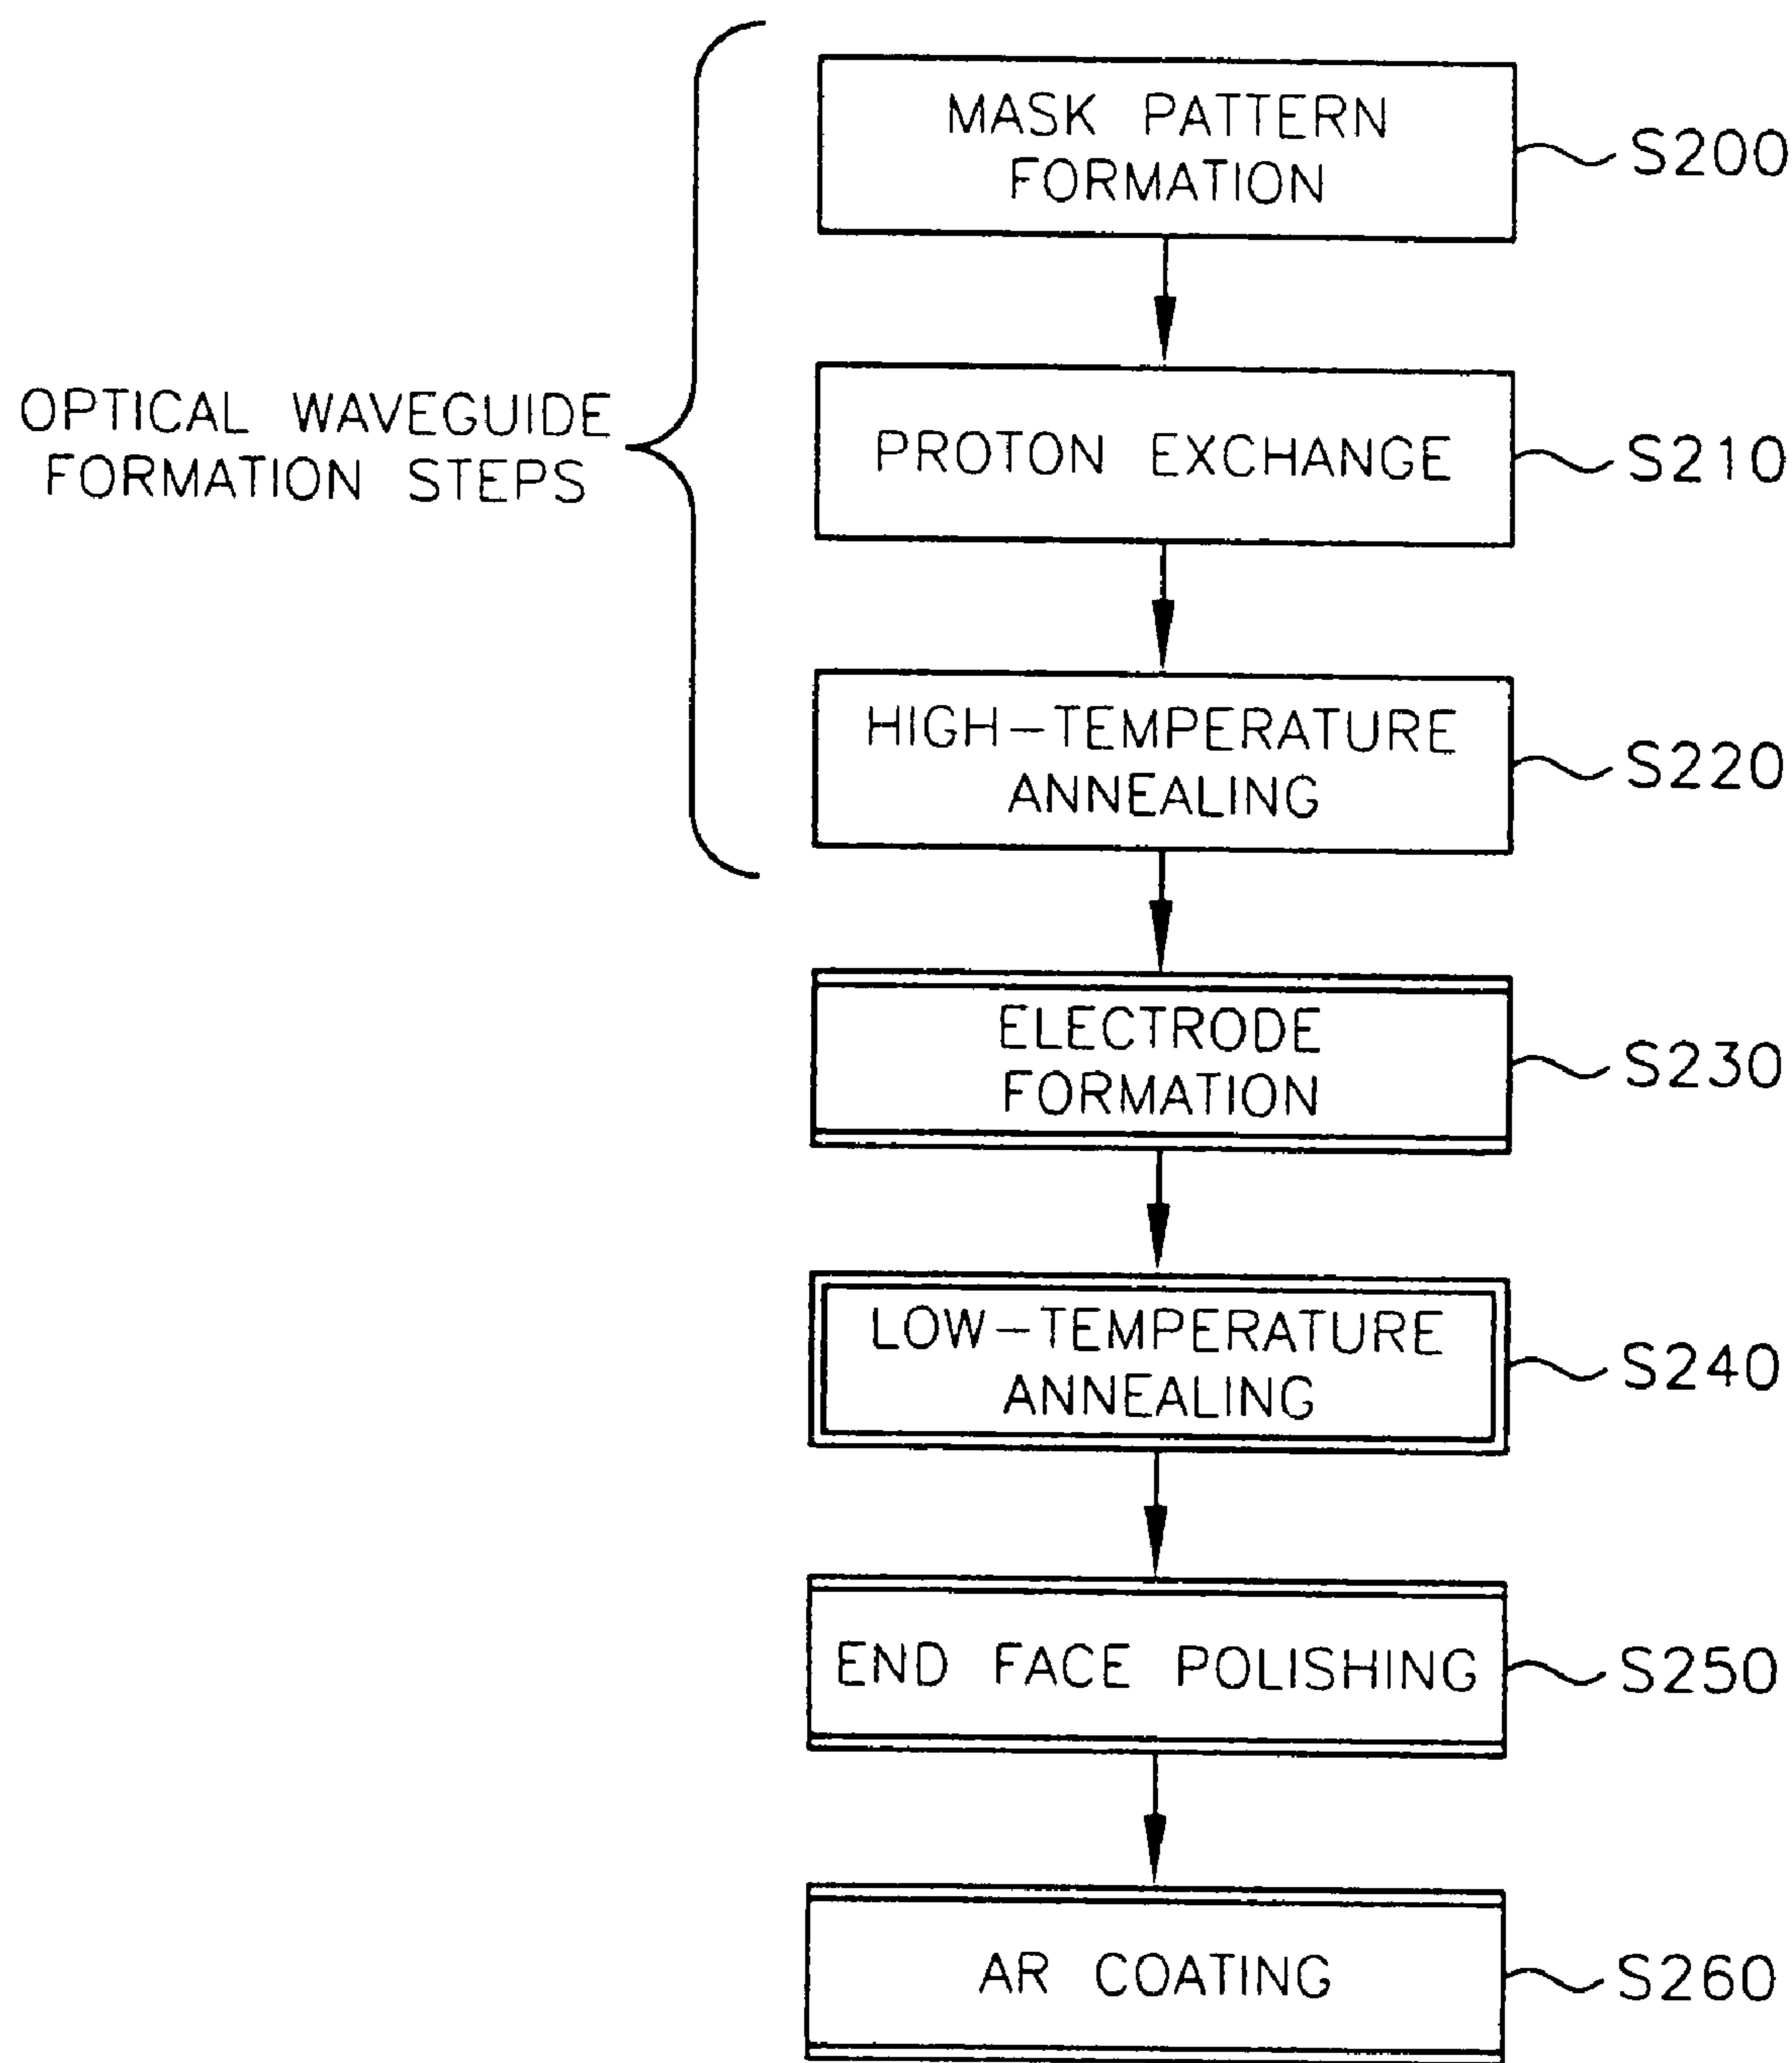 MASK PATTERN
FORMATION
S200
OPTICAL WAVEGUIDE
FORMATION STEPS
PROTON EXCHANGE
S210
HIGH-TEMPERATURE
ANNEALING
S220
ELECTRODE
FORMATION
S230
LOW-TEMPERATURE
ANNEALING
S240
END FACE POLISHING
S250
AR COATING
S260